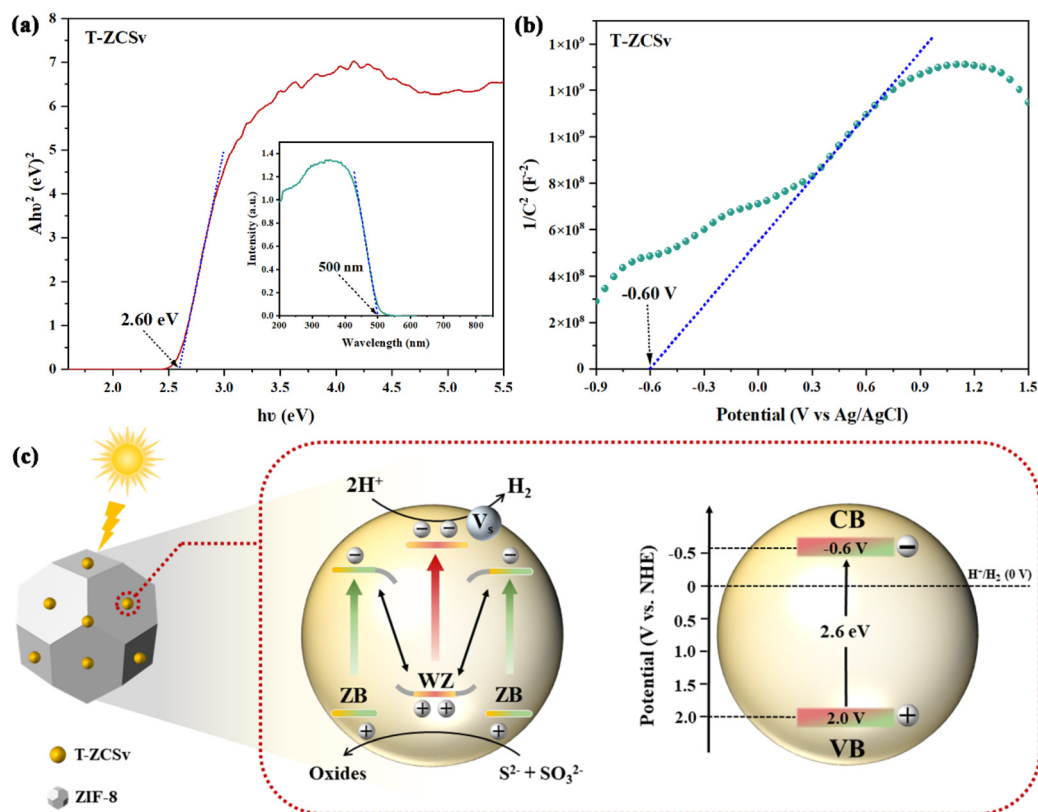 (a)
T-ZCSv
Ahυ² (eV)²
8
7
6
5
4
3
2
1
0
2.0 2.5 3.0 3.5 4.0 4.5 5.0 5.5
hυ (eV)
2.60 eV
Intensity (a.u.)
1.4
1.2
1.0
0.8
0.6
0.4
0.2
0.0
200 300 400 500 600 700 800
Wavelength (nm)
500 nm
(b)
T-ZCSv
1/C² (F⁻²)
1×10⁹
1×10⁹
1×10⁹
8×10⁸
6×10⁸
4×10⁸
2×10⁸
0
-0.9 -0.6 -0.3 0.0 0.3 0.6 0.9 1.2 1.5
Potential (V vs Ag/AgCl)
-0.60 V
(c)
T-ZCSv
ZIF-8
2H⁺ H₂
Vₛ
− − − −
WZ
ZB ZB
+ + + +
Oxides S²⁻ + SO₃²⁻
Potential (V vs. NHE)
-0.5
0
0.5
1.0
1.5
2.0
CB
-0.6 V −
H⁺/H₂ (0 V)
2.6 eV
2.0 V +
VB